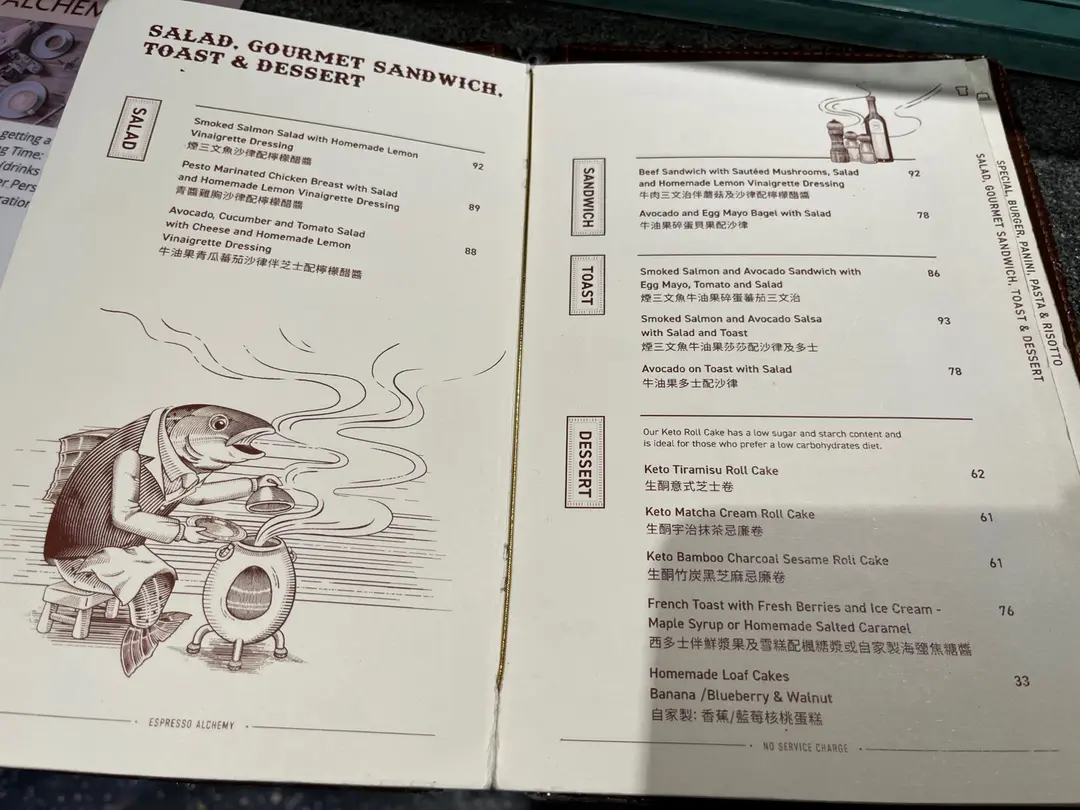 ALCHEM
getting a
g Time:
(drinks
er.Pers
ration
SALAD, GOURMET SANDWICH,
TOAST & DESSERT
SALAD
Smoked Salmon Salad with Homemade Lemon
Vinaigrette Dressing 92
煙三文魚沙律配檸檬醋醬
Pesto Marinated Chicken Breast with Salad
and Homemade Lemon Vinaigrette Dressing 89
青醬雞胸沙律配檸檬醋醬
Avocado, Cucumber and Tomato Salad
with Cheese and Homemade Lemon 88
Vinaigrette Dressing
牛油果青瓜蕃茄沙律伴芝士配檸檬醋醬
ESPRESSO ALCHEMY
SANDWICH
Beef Sandwich with Sautéed Mushrooms, Salad 92
and Homemade Lemon Vinaigrette Dressing
牛肉三文治伴蘑菇及沙律配檸檬醋醬
Avocado and Egg Mayo Bagel with Salad 78
牛油果碎蛋貝果配沙律
TOAST
Smoked Salmon and Avocado Sandwich with 86
Egg Mayo, Tomato and Salad
煙三文魚牛油果碎蛋蕃茄三文治
Smoked Salmon and Avocado Salsa 93
with Salad and Toast
煙三文魚牛油果莎莎配沙律及多士
Avocado on Toast with Salad 78
牛油果多士配沙律
DESSERT
Our Keto Roll Cake has a low sugar and starch content and
is ideal for those who prefer a low carbohydrates diet.
Keto Tiramisu Roll Cake 62
生酮意式芝士卷
Keto Matcha Cream Roll Cake 61
生酮宇治抹茶忌廉卷
Keto Bamboo Charcoal Sesame Roll Cake 61
生酮竹炭黑芝麻忌廉卷
French Toast with Fresh Berries and Ice Cream - 76
Maple Syrup or Homemade Salted Caramel
西多士伴鮮漿果及雪糕配楓糖漿或自家製海鹽焦糖醬
Homemade Loaf Cakes 33
Banana /Blueberry & Walnut
自家製: 香蕉/藍莓核桃蛋糕
NO SERVICE CHARGE
SPECIAL, BURGER, PANINI, PASTA & RISOTTO
SALAD, GOURMET SANDWICH, TOAST & DESSERT